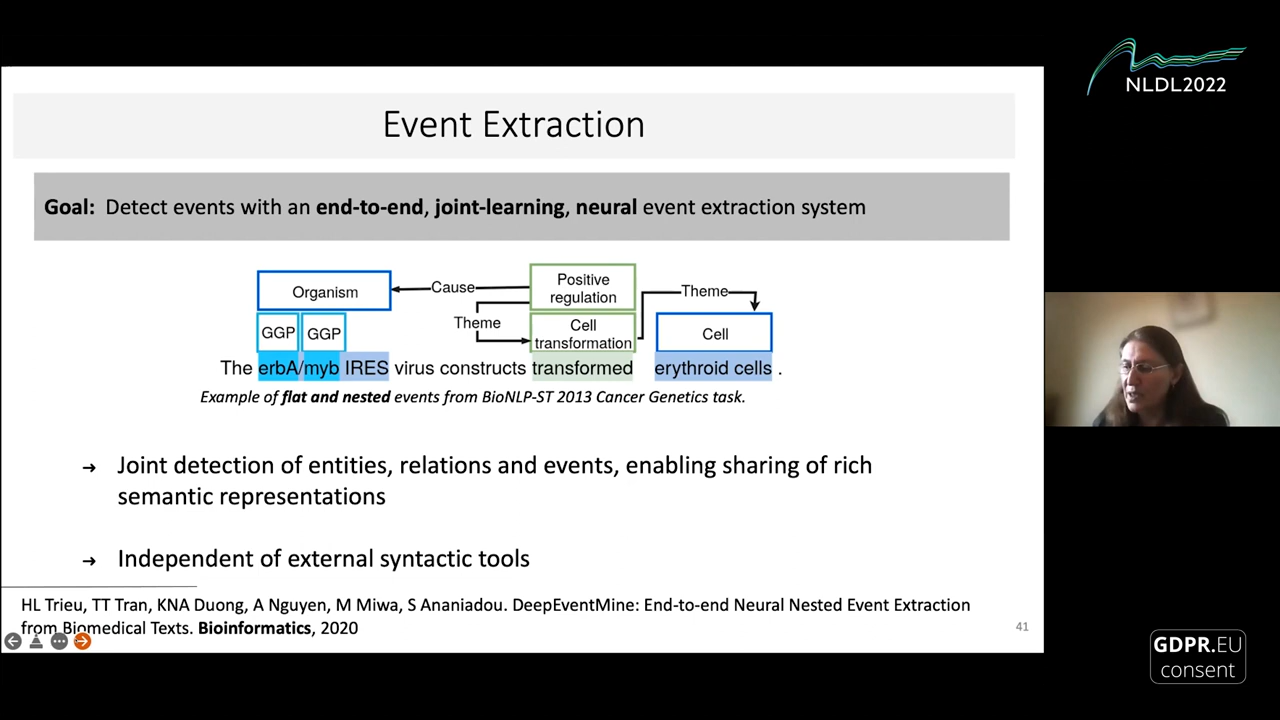 NLDL2022
Event Extraction
Goal: Detect events with an end-to-end, joint-learning, neural event extraction system
Organism
Cause
Positive
regulation
Theme
GGP
GGP
Theme
Cell
transformation
Cell
The erbA/myb IRES virus constructs transformed erythroid cells .
Example of flat and nested events from BioNLP-ST 2013 Cancer Genetics task.
→ Joint detection of entities, relations and events, enabling sharing of rich
semantic representations
→ Independent of external syntactic tools
HL Trieu, TT Tran, KNA Duong, A Nguyen, M Miwa, S Ananiadou. DeepEventMine: End-to-end Neural Nested Event Extraction
from Biomedical Texts. Bioinformatics, 2020
41
GDPR.EU
consent